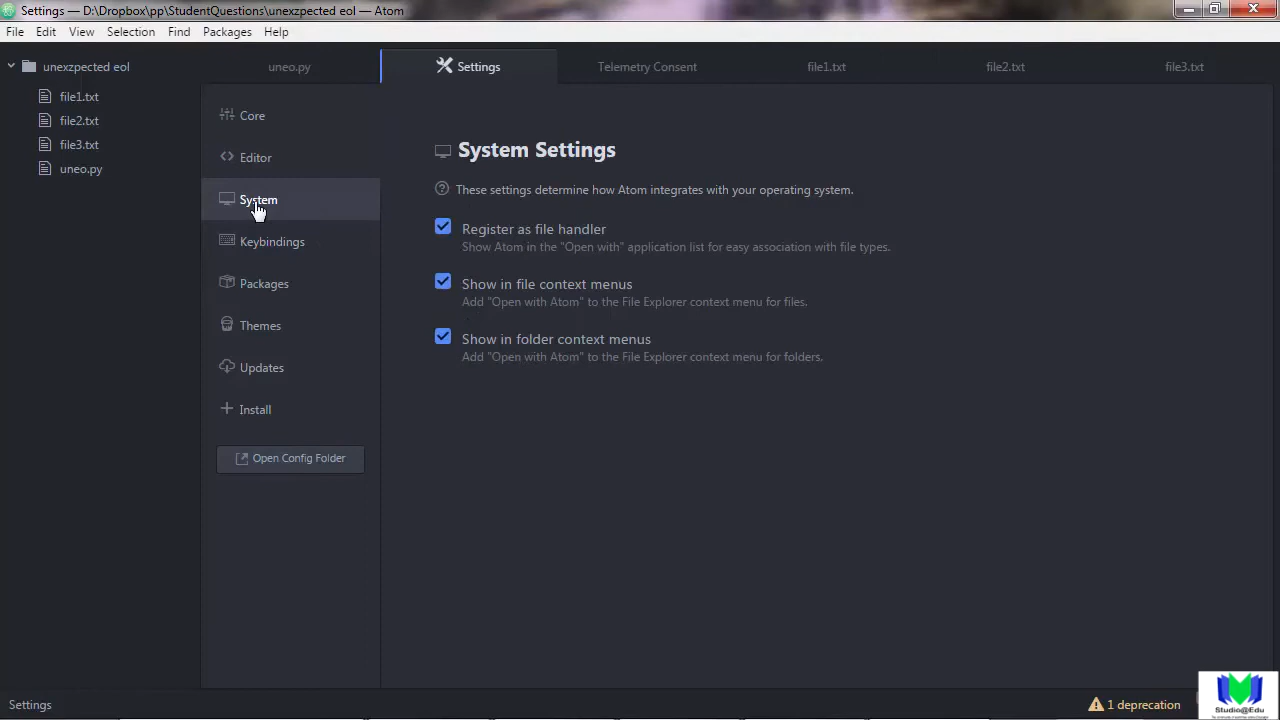 Settings — D:\Dropbox\pp\StudentQuestions\unexzpected eol — Atom
File Edit View Selection Find Packages Help
unexzpected eol
file1.txt
file2.txt
file3.txt
uneo.py
uneo.py Settings Telemetry Consent file1.txt file2.txt file3.txt
Core
Editor
System
Keybindings
Packages
Themes
Updates
Install
Open Config Folder
System Settings
These settings determine how Atom integrates with your operating system.
Register as file handler
Show Atom in the "Open with" application list for easy association with file types.
Show in file context menus
Add "Open with Atom" to the File Explorer context menu for files.
Show in folder context menus
Add "Open with Atom" to the File Explorer context menu for folders.
Settings
1 deprecation
Studio@Edu